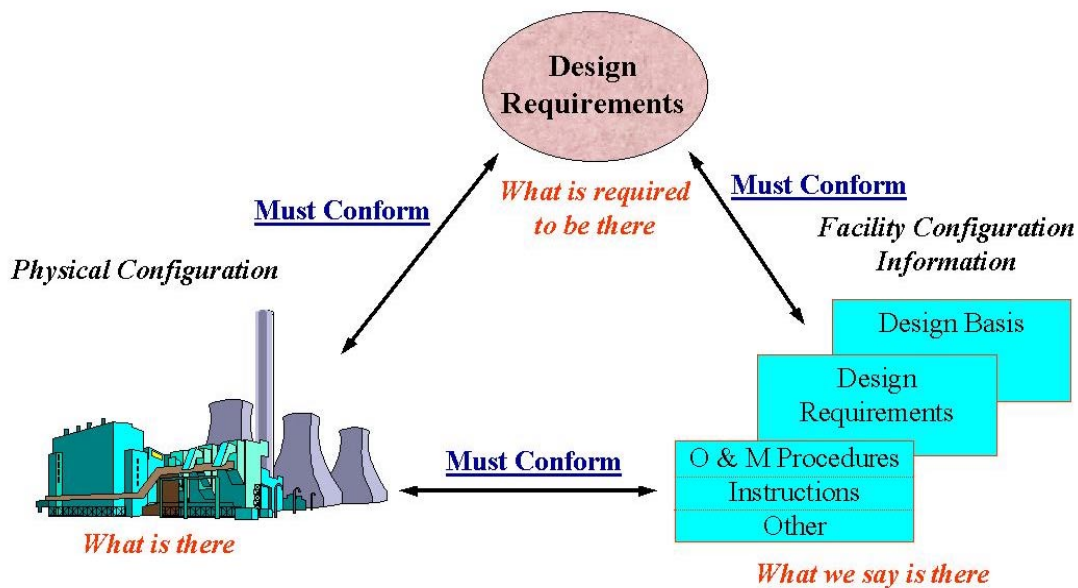 Design
Requirements
What is required
to be there
Must Conform
Must Conform
Physical Configuration
Facility Configuration
Information
Design Basis
Design
Requirements
O & M Procedures
Instructions
Other
Must Conform
What is there
What we say is there